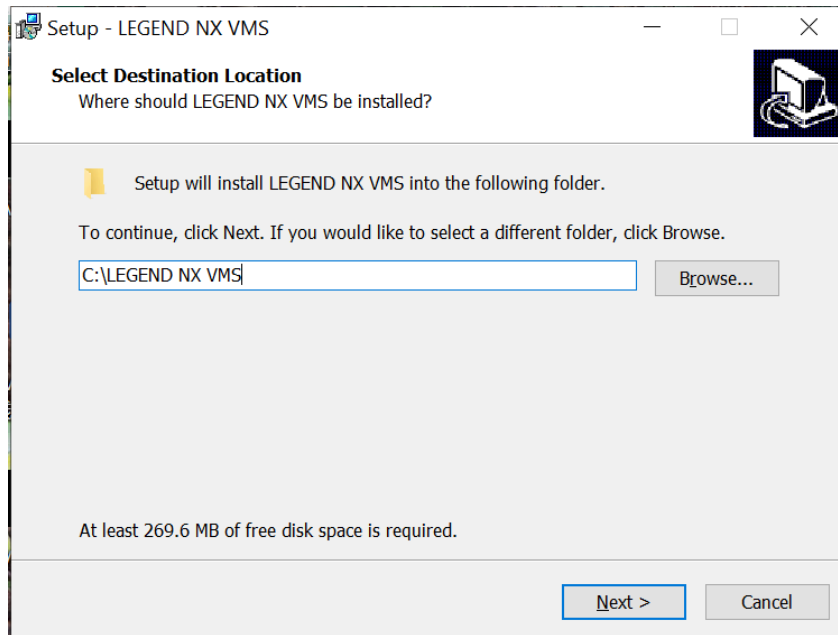 Setup - LEGEND NX VMS
Select Destination Location
Where should LEGEND NX VMS be installed?
Setup will install LEGEND NX VMS into the following folder.
To continue, click Next. If you would like to select a different folder, click Browse.
C:\LEGEND NX VMS
Browse...
At least 269.6 MB of free disk space is required.
Next >
Cancel